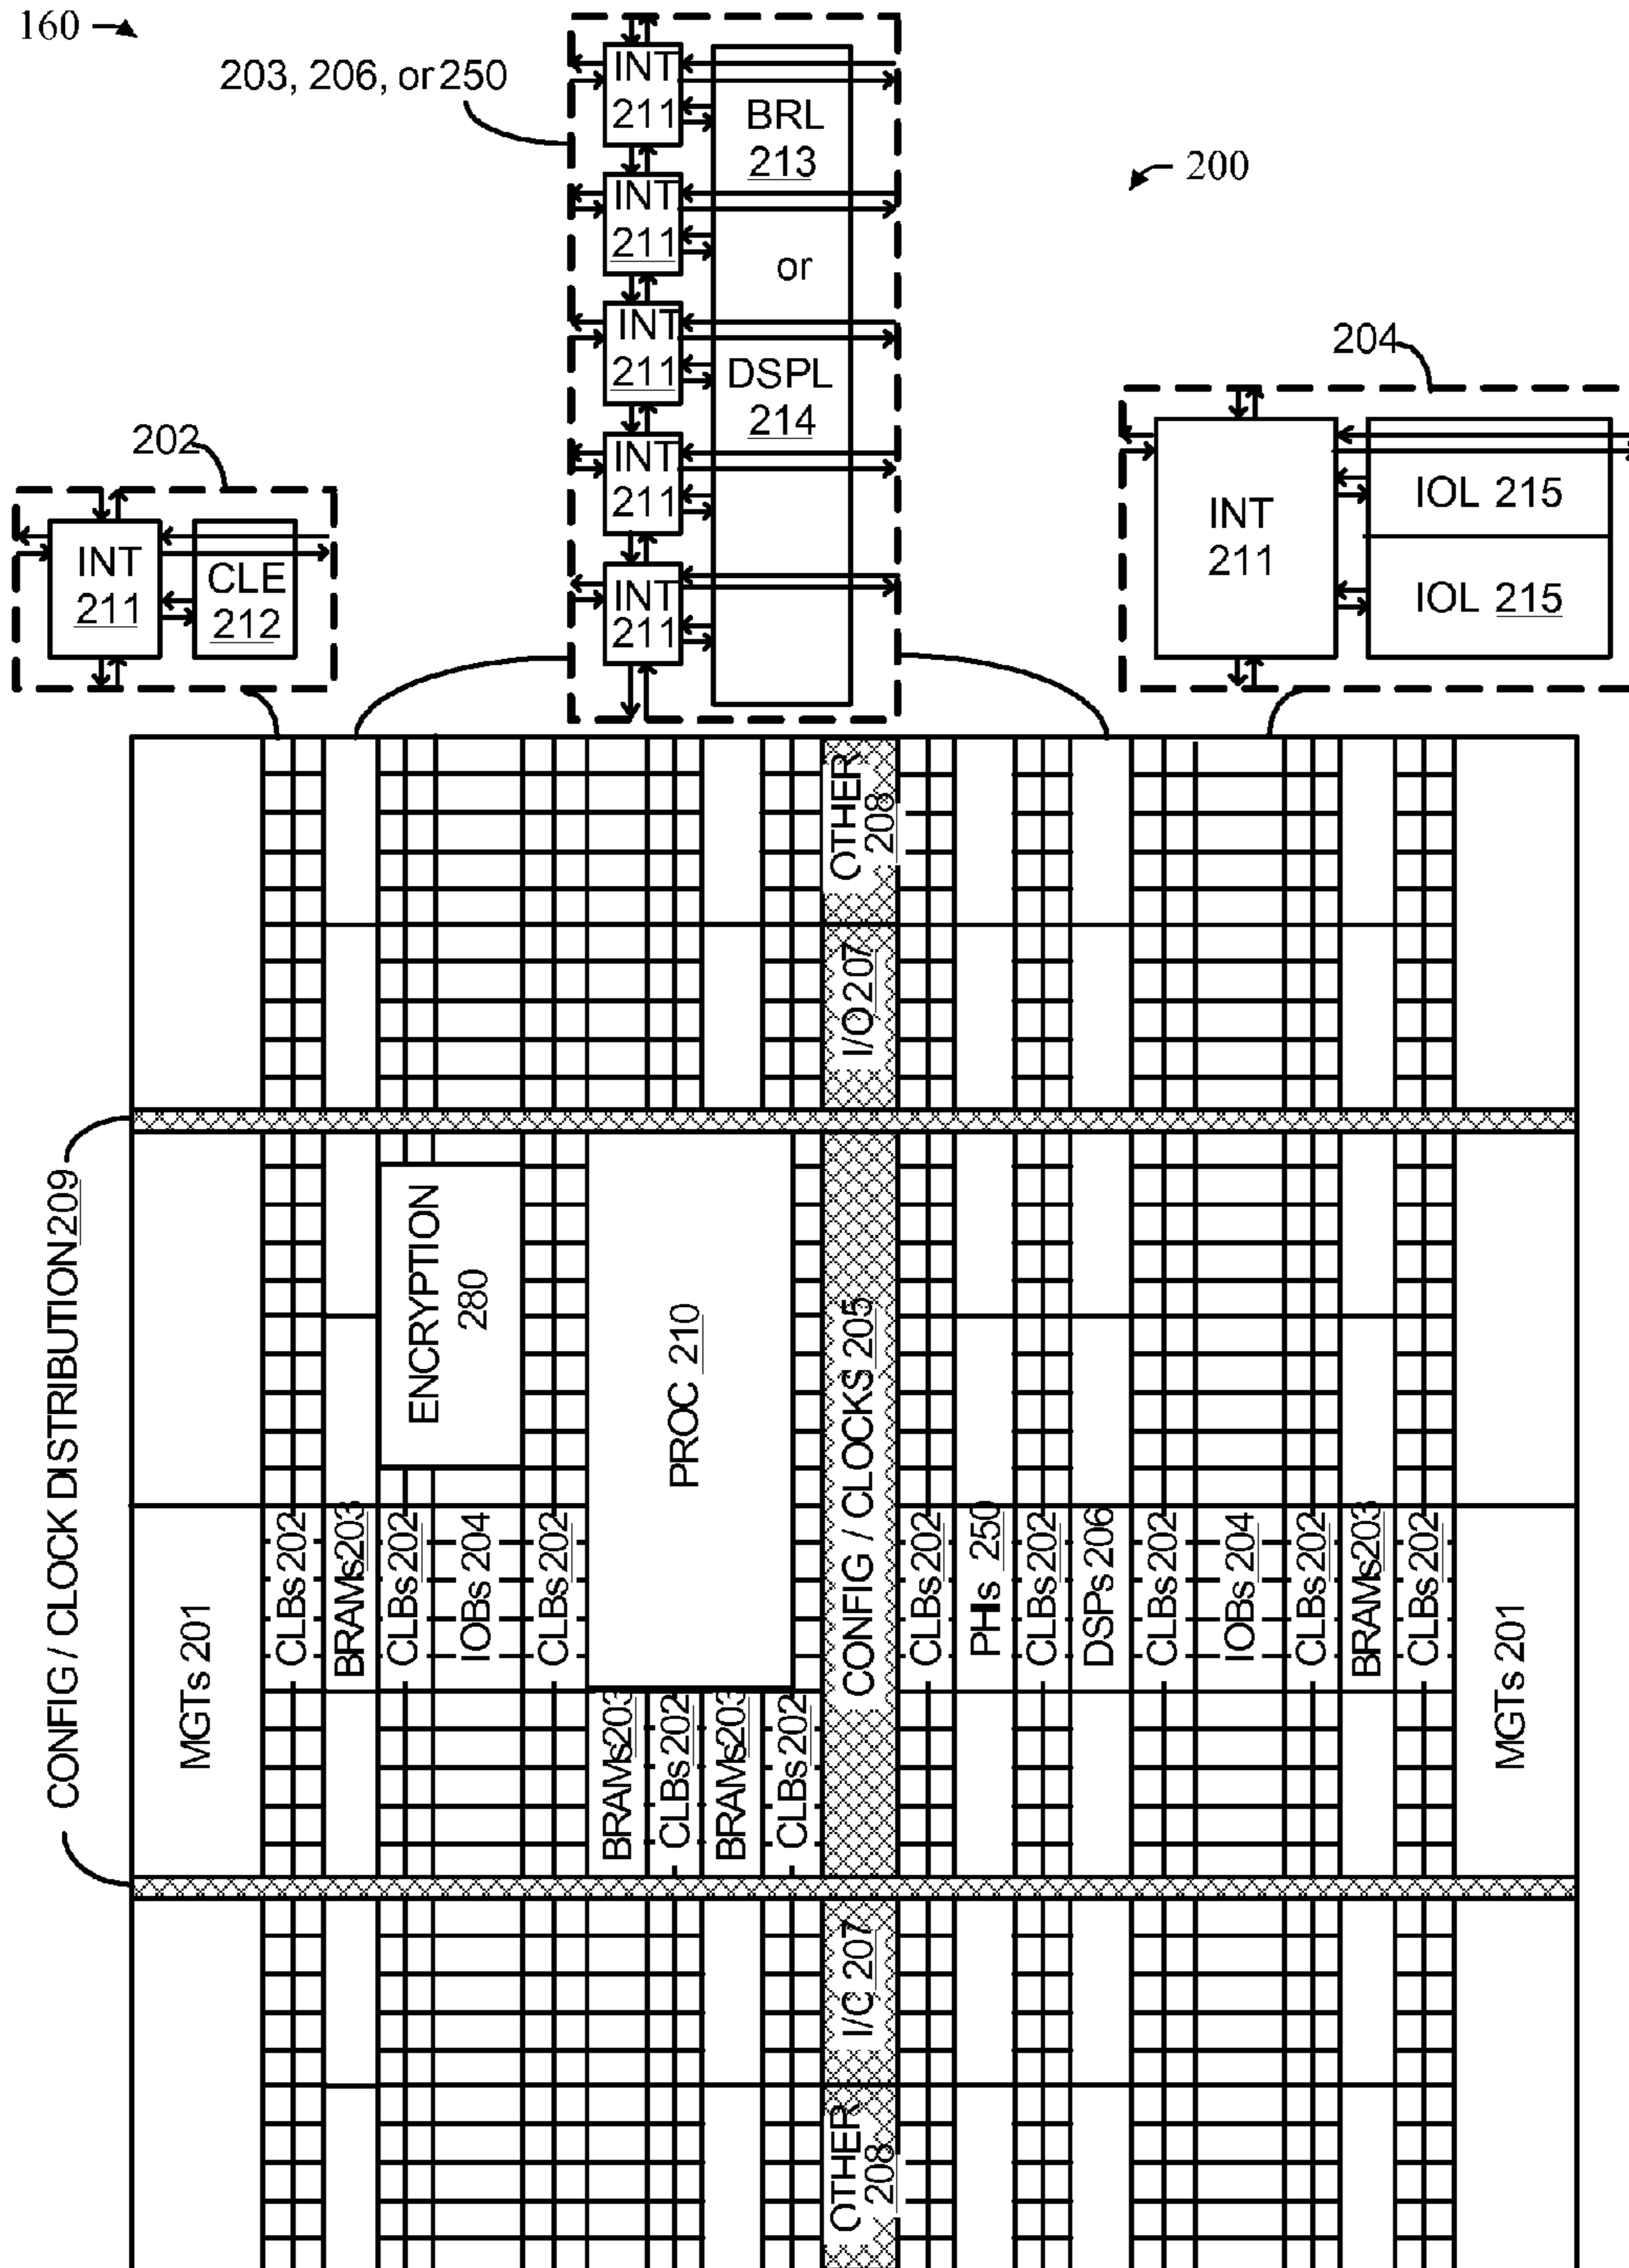 160
203, 206, or 250
200
INT
211
INT
211
INT
211
INT
211
INT
211
BRL
213
or
DSPL
214
204
INT
211
IOL 215
IOL 215
202
INT
211
CLE
212
OTHER
208
I/O 207
CONFIG / CLOCK DISTRIBUTION 209
ENCRYPTION
280
PROC 210
CONFIG / CLOCKS 205
MGTs 201
CLBs 202
BRAMs 203
CLBs 202
IOBs 204
CLBs 202
BRAMs 203
CLBs 202
BRAMs 203
CLBs 202
CLBs 202
PHIs 250
CLBs 202
DSPs 206
CLBs 202
IOBs 204
CLBs 202
BRAMs 203
CLBs 202
MGTs 201
I/C 207
OTHER
208